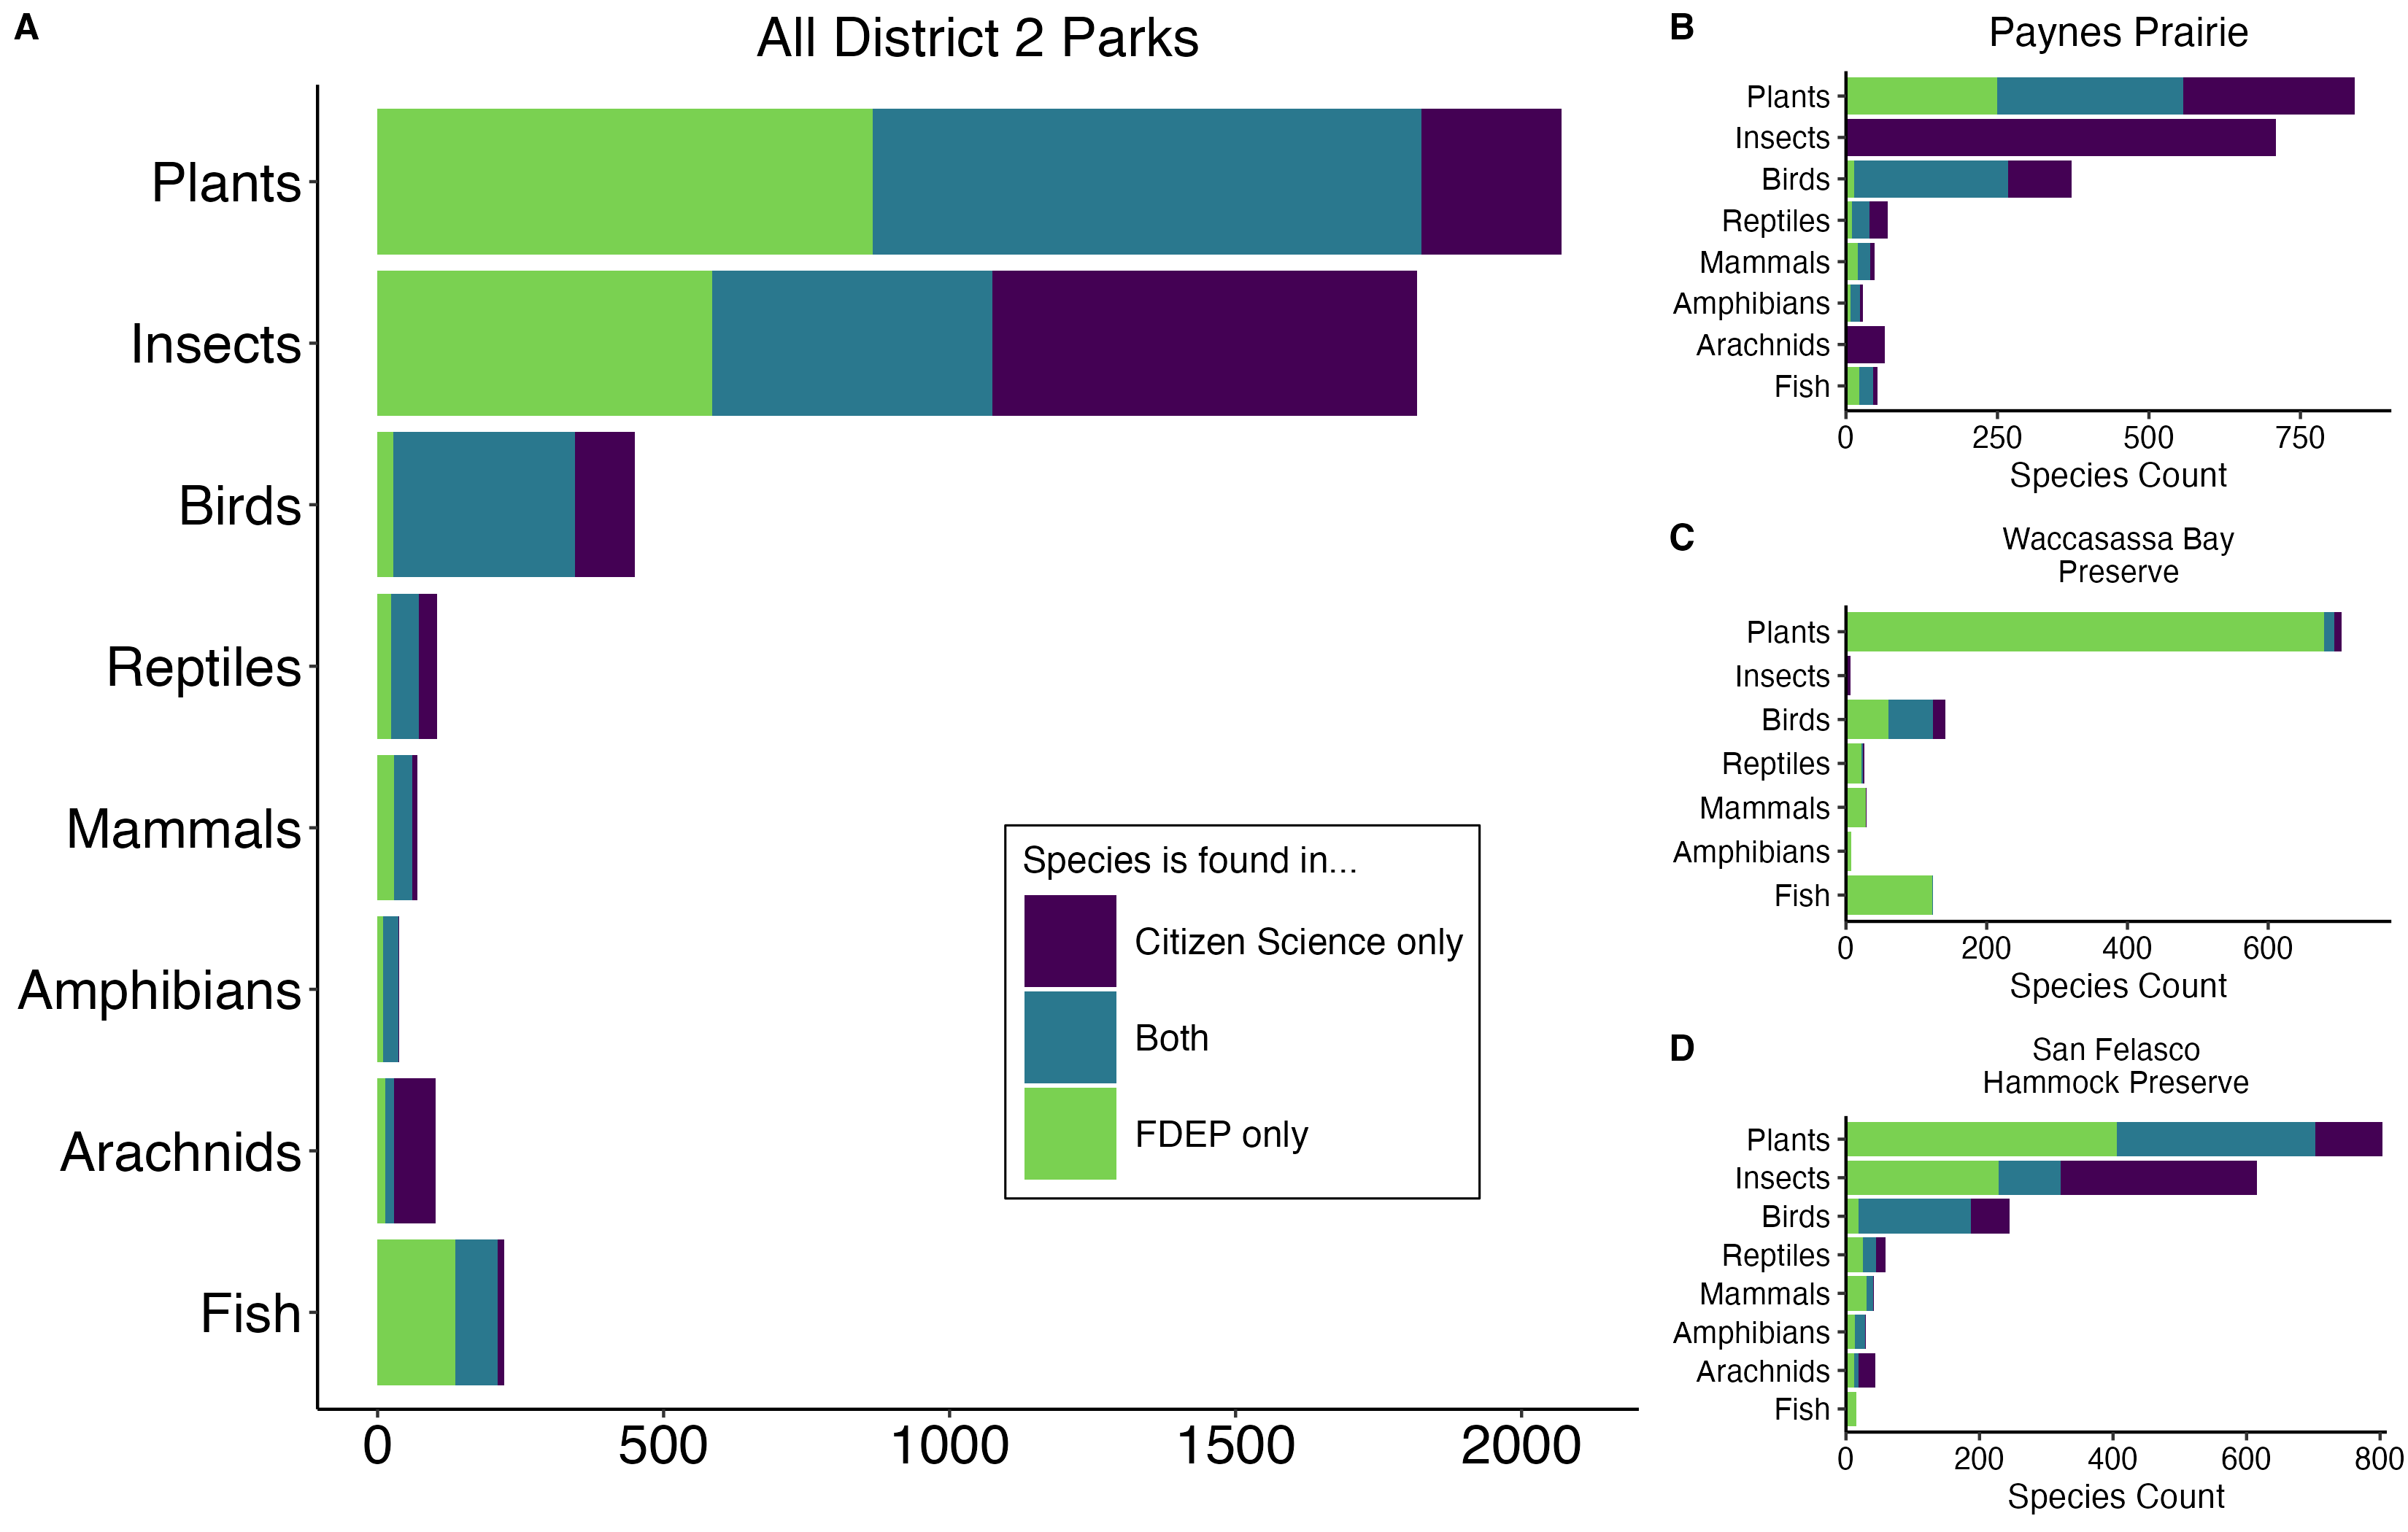 A
All District 2 Parks
Plants
Insects
Birds
Reptiles
Mammals
Amphibians
Arachnids
Fish
0 500 1000 1500 2000
Species is found in...
Citizen Science only
Both
FDEP only
B
Paynes Prairie
Plants
Insects
Birds
Reptiles
Mammals
Amphibians
Arachnids
Fish
0 250 500 750
Species Count
C
Waccasassa Bay
Preserve
Plants
Insects
Birds
Reptiles
Mammals
Amphibians
Fish
0 200 400 600
Species Count
D
San Felasco
Hammock Preserve
Plants
Insects
Birds
Reptiles
Mammals
Amphibians
Arachnids
Fish
0 200 400 600 800
Species Count